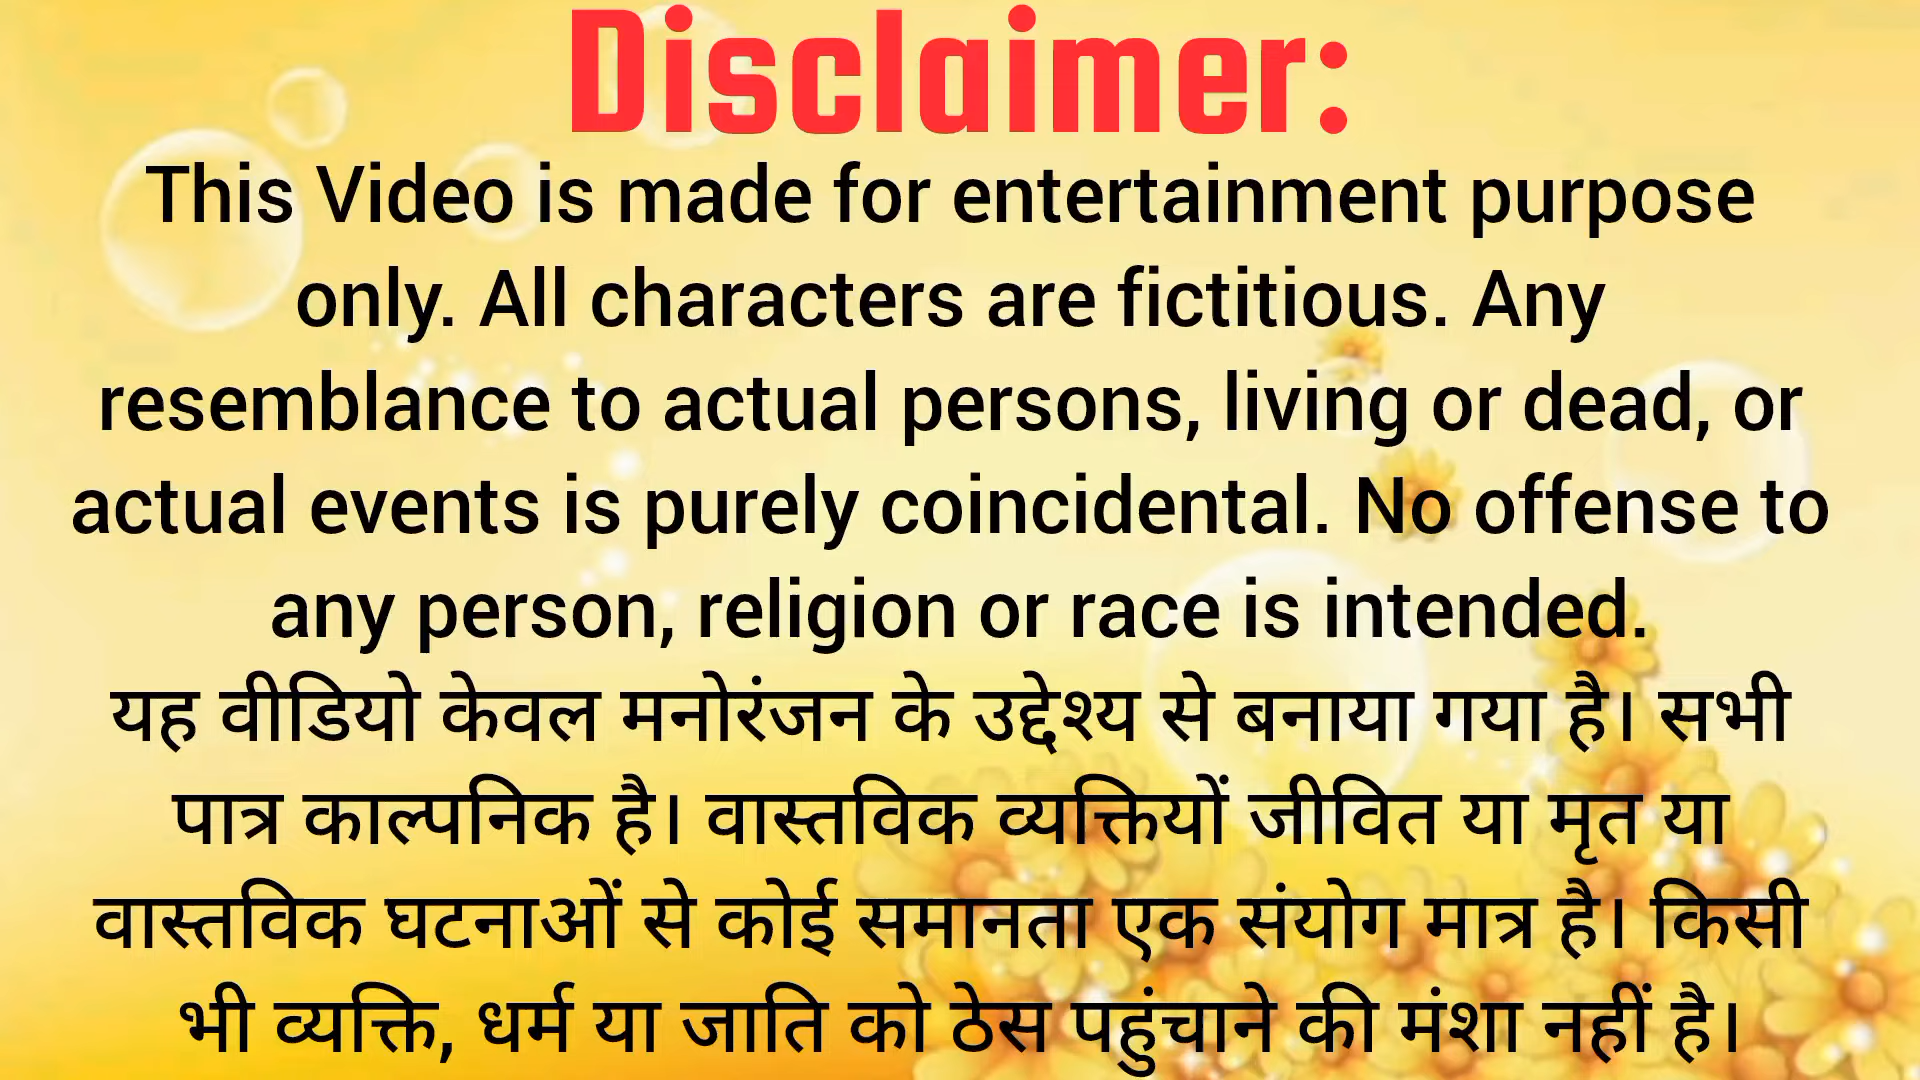 Disclaimer:
This Video is made for entertainment purpose
only. All characters are fictitious. Any
resemblance to actual persons, living or dead, or
actual events is purely coincidental. No offense to
any person, religion or race is intended.
यह वीडियो केवल मनोरंजन के उद्देश्य से बनाया गया है। सभी
पात्र काल्पनिक है। वास्तविक व्यक्तियों जीवित या मृत या
वास्तविक घटनाओं से कोई समानता एक संयोग मात्र है। किसी
भी व्यक्ति, धर्म या जाति को ठेस पहुंचाने की मंशा नहीं है।